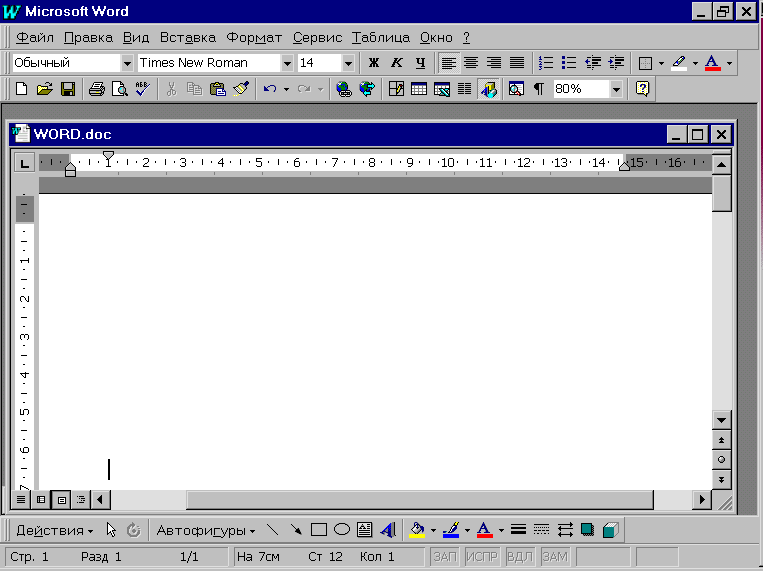 Microsoft Word
Файл Правка Вид Вставка Формат Сервис Таблица Окно ?
Обычный Times New Roman 14 Ж К Ч
ABC 80% ¶ ?
WORD.doc
1 2 3 4 5 6 7 8 9 10 11 12 13 14 15 16
1
2
3
4
5
6
7
Действия Автофигуры A A
Стр. 1 Разд 1 1/1 На 7см Ст 12 Кол 1 ЗАП ИСПР ВДЛ ЗАМ